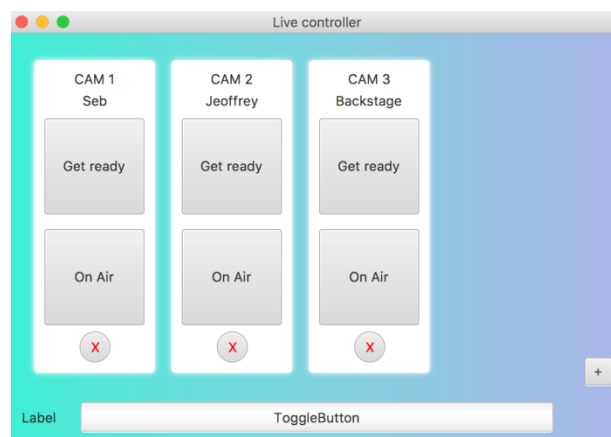 Live controller
CAM 1
Seb
Get ready
On Air
X
CAM 2
Jeoffrey
Get ready
On Air
X
CAM 3
Backstage
Get ready
On Air
X
+
Label
ToggleButton